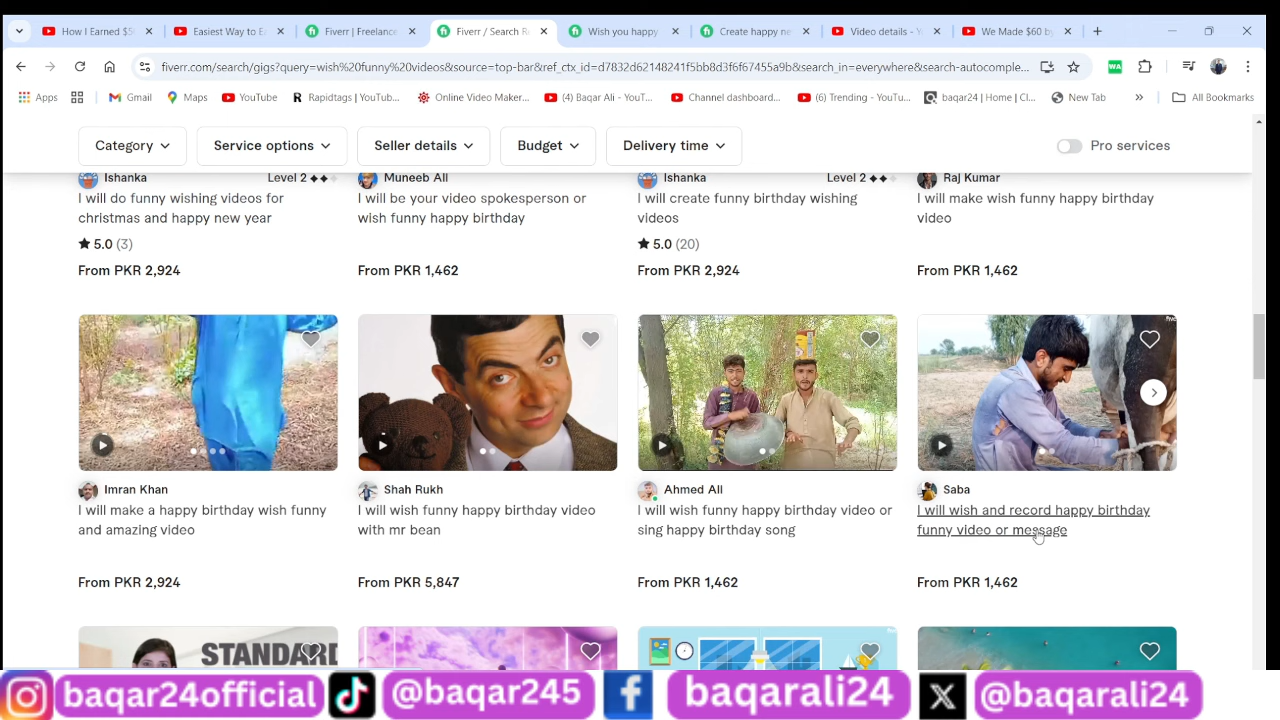 How I Earned $5
Easiest Way to E
Fiverr | Freelance
Fiverr / Search R
Wish you happy
Create happy ne
Video details - Y
We Made $60 b
fiverr.com/search/gigs?query=wish%20funny%20videos&source=top-bar&ref_ctx_id=d7832d62148241f5bb8d3f6f67455a9b&search_in=everywhere&search-autocomple...
WA
Apps
Gmail
Maps
YouTube
Rapidtags | YouTub...
Online Video Maker...
(4) Baqar Ali - YouT...
Channel dashboard...
(6) Trending - YouTu...
baqar24 | Home | Cl...
New Tab
All Bookmarks
Category
Service options
Seller details
Budget
Delivery time
Pro services
Ishanka Level 2
I will do funny wishing videos for
christmas and happy new year
5.0 (3)
From PKR 2,924
Muneeb All
I will be your video spokesperson or
wish funny happy birthday
From PKR 1,462
Ishanka Level 2
I will create funny birthday wishing
videos
5.0 (20)
From PKR 2,924
Raj Kumar
I will make wish funny happy birthday
video
From PKR 1,462
Imran Khan
I will make a happy birthday wish funny
and amazing video
From PKR 2,924
Shah Rukh
I will wish funny happy birthday video
with mr bean
From PKR 5,847
Ahmed All
I will wish funny happy birthday video or
sing happy birthday song
From PKR 1,462
Saba
I will wish and record happy birthday
funny video or message
From PKR 1,462
STANDARD
baqar24official
@baqar245
baqarali24
@baqarali24